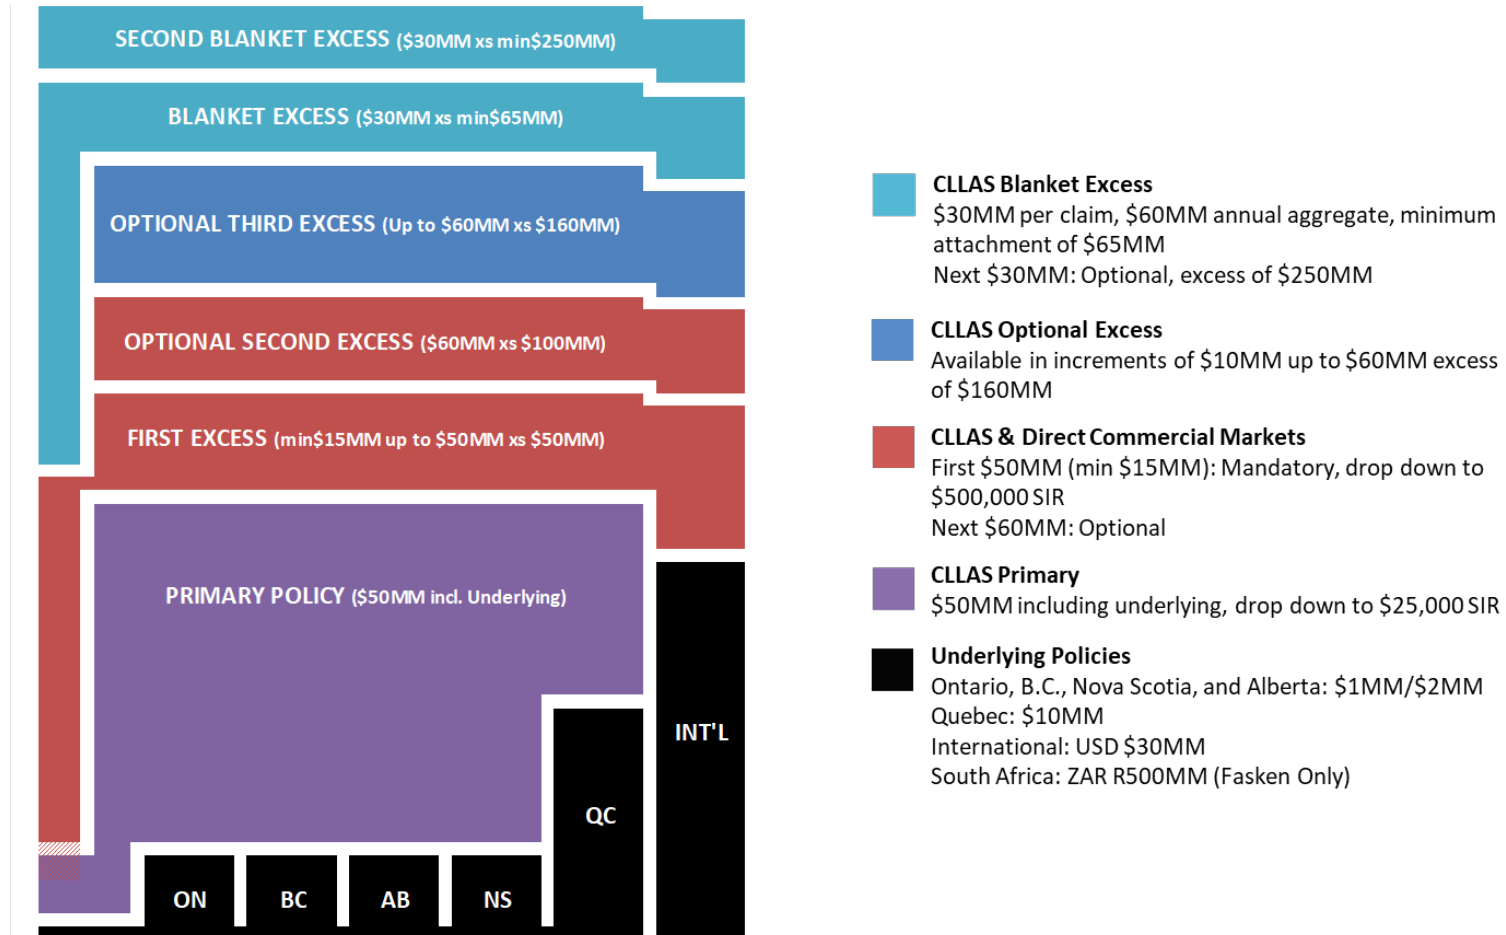 SECOND BLANKET EXCESS ($30MM xs min$250MM)
BLANKET EXCESS ($30MM xs min$65MM)
OPTIONAL THIRD EXCESS (Up to $60MM xs $160MM)
OPTIONAL SECOND EXCESS ($60MM xs $100MM)
FIRST EXCESS (min$15MM up to $50MM xs $50MM)
PRIMARY POLICY ($50MM incl. Underlying)
INT'L
QC
ON
BC
AB
NS
CLLAS Blanket Excess
$30MM per claim, $60MM annual aggregate, minimum
attachment of $65MM
Next $30MM: Optional, excess of $250MM
CLLAS Optional Excess
Available in increments of $10MM up to $60MM excess
of $160MM
CLLAS & Direct Commercial Markets
First $50MM (min $15MM): Mandatory, drop down to
$500,000 SIR
Next $60MM: Optional
CLLAS Primary
$50MM including underlying, drop down to $25,000 SIR
Underlying Policies
Ontario, B.C., Nova Scotia, and Alberta: $1MM/$2MM
Quebec: $10MM
International: USD $30MM
South Africa: ZAR R500MM (Fasken Only)